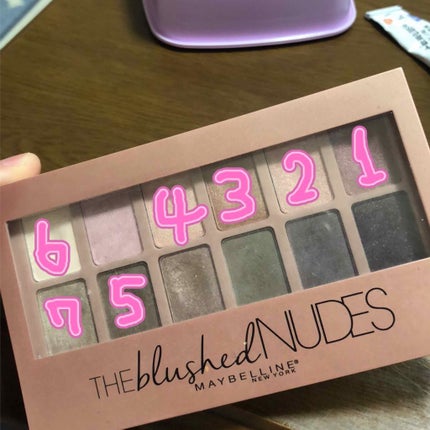 6 4 3 2 1
7 5
THE blushed NUDES
MAYBELLINE®
NEW YORK